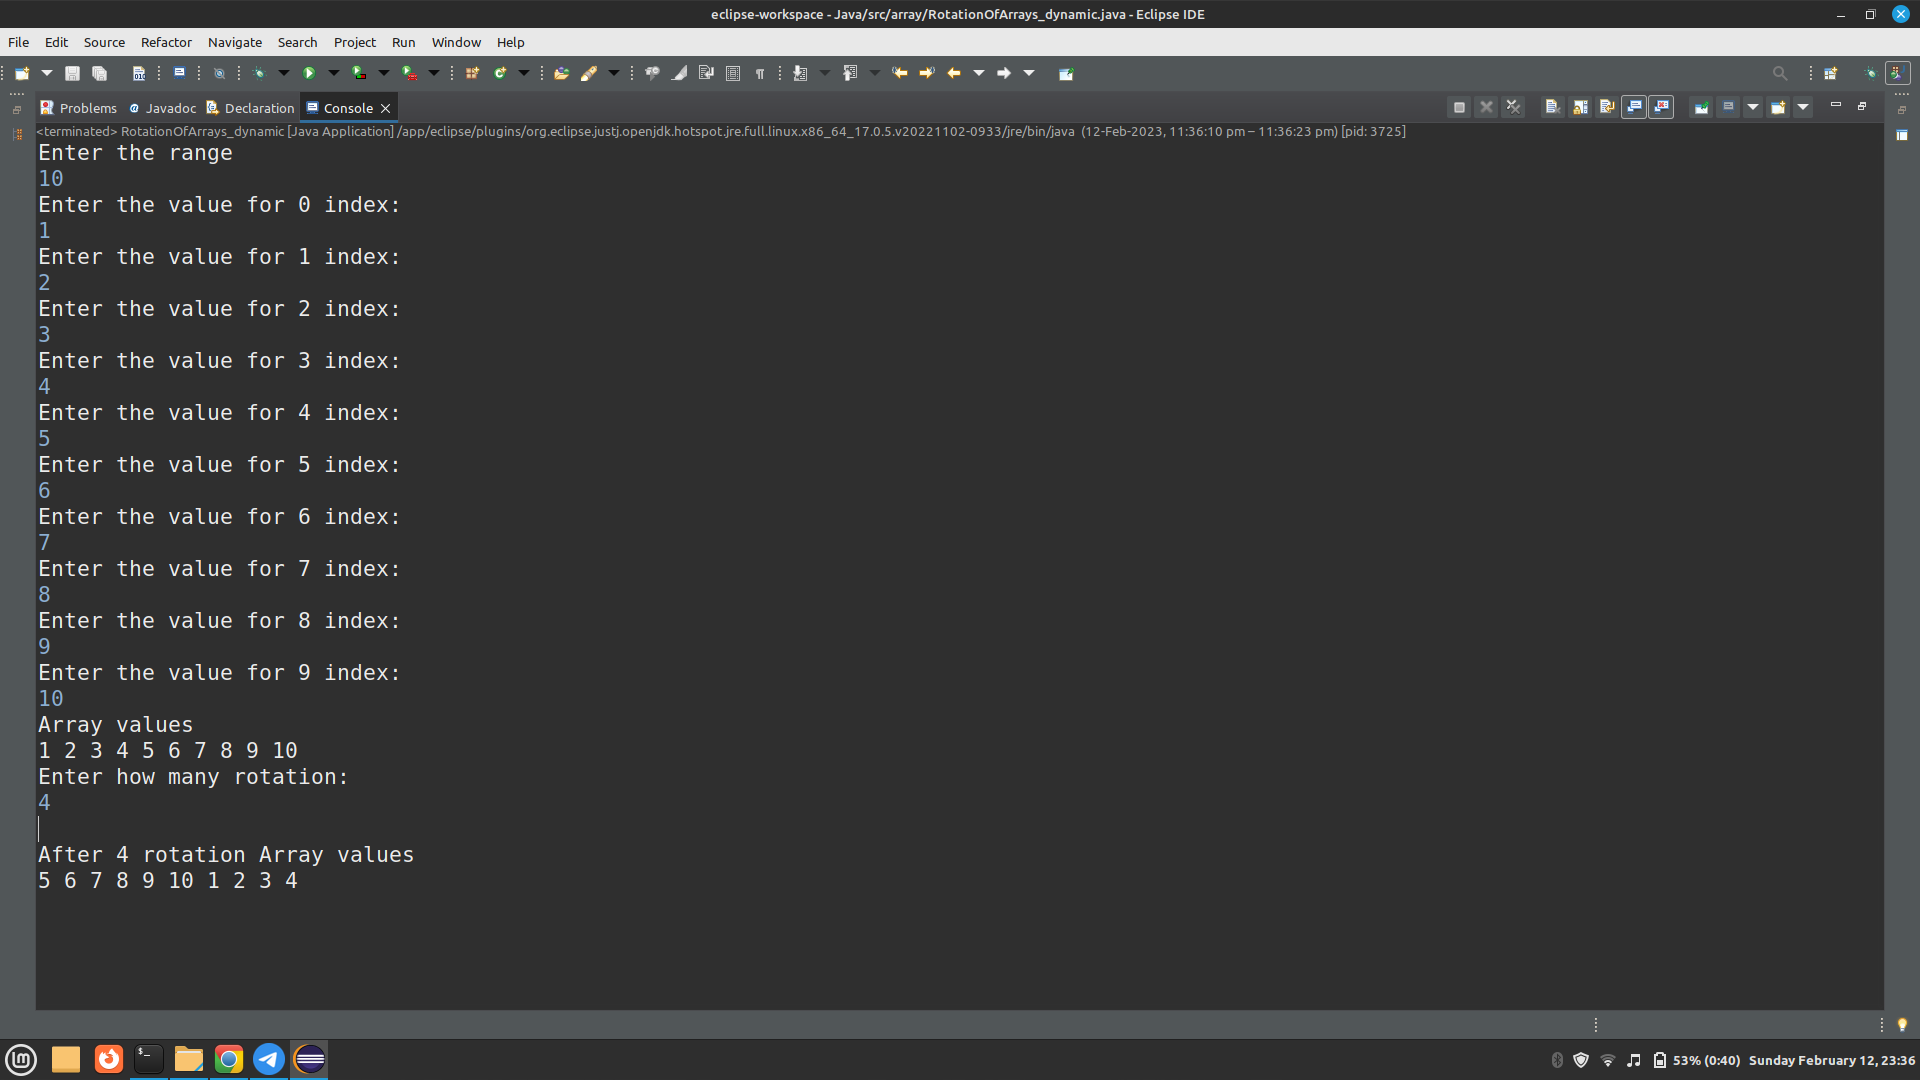 eclipse-workspace - Java/src/array/RotationOfArrays_dynamic.java - Eclipse IDE
File Edit Source Refactor Navigate Search Project Run Window Help
Problems Javadoc Declaration Console
<terminated> RotationOfArrays_dynamic [Java Application] /app/eclipse/plugins/org.eclipse.justj.openjdk.hotspot.jre.full.linux.x86_64_17.0.5.v20221102-0933/jre/bin/java (12-Feb-2023, 11:36:10 pm – 11:36:23 pm) [pid: 3725]
Enter the range
10
Enter the value for 0 index:
1
Enter the value for 1 index:
2
Enter the value for 2 index:
3
Enter the value for 3 index:
4
Enter the value for 4 index:
5
Enter the value for 5 index:
6
Enter the value for 6 index:
7
Enter the value for 7 index:
8
Enter the value for 8 index:
9
Enter the value for 9 index:
10
Array values
1 2 3 4 5 6 7 8 9 10
Enter how many rotation:
4
After 4 rotation Array values
5 6 7 8 9 10 1 2 3 4
53% (0:40) Sunday February 12, 23:36